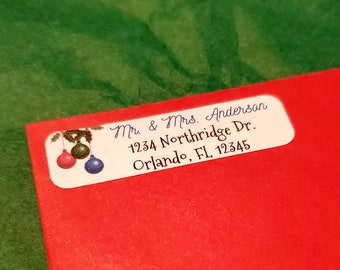 Mr. & Mrs. Anderson
1234 Northridge Dr.
Orlando, FL 12345